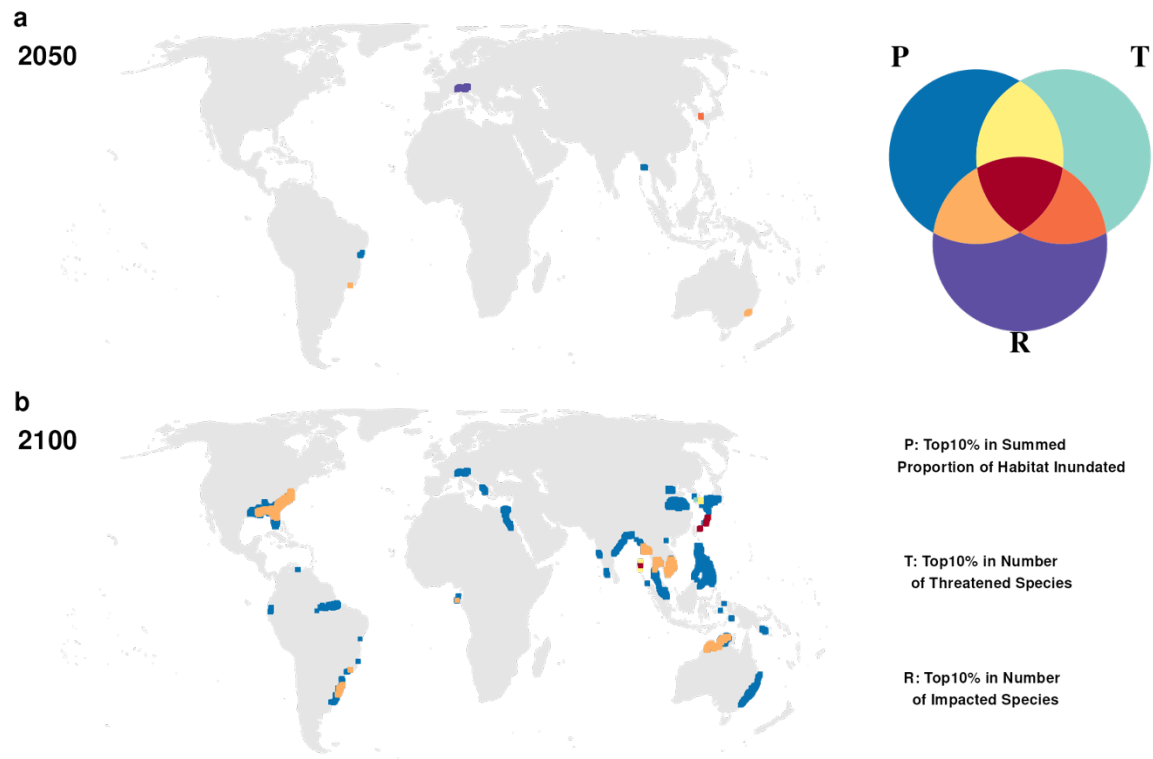 a
2050
P
T
R
b
2100
P: Top10% in Summed
Proportion of Habitat Inundated
T: Top10% in Number
of Threatened Species
R: Top10% in Number
of Impacted Species